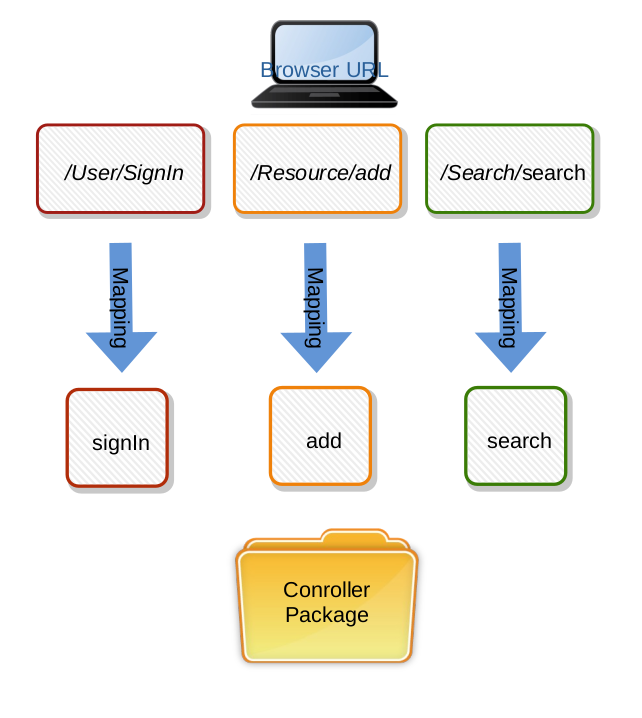 Browser URL
/User/SignIn
/Resource/add
/Search/search
Mapping
Mapping
Mapping
signIn
add
search
Conroller
Package